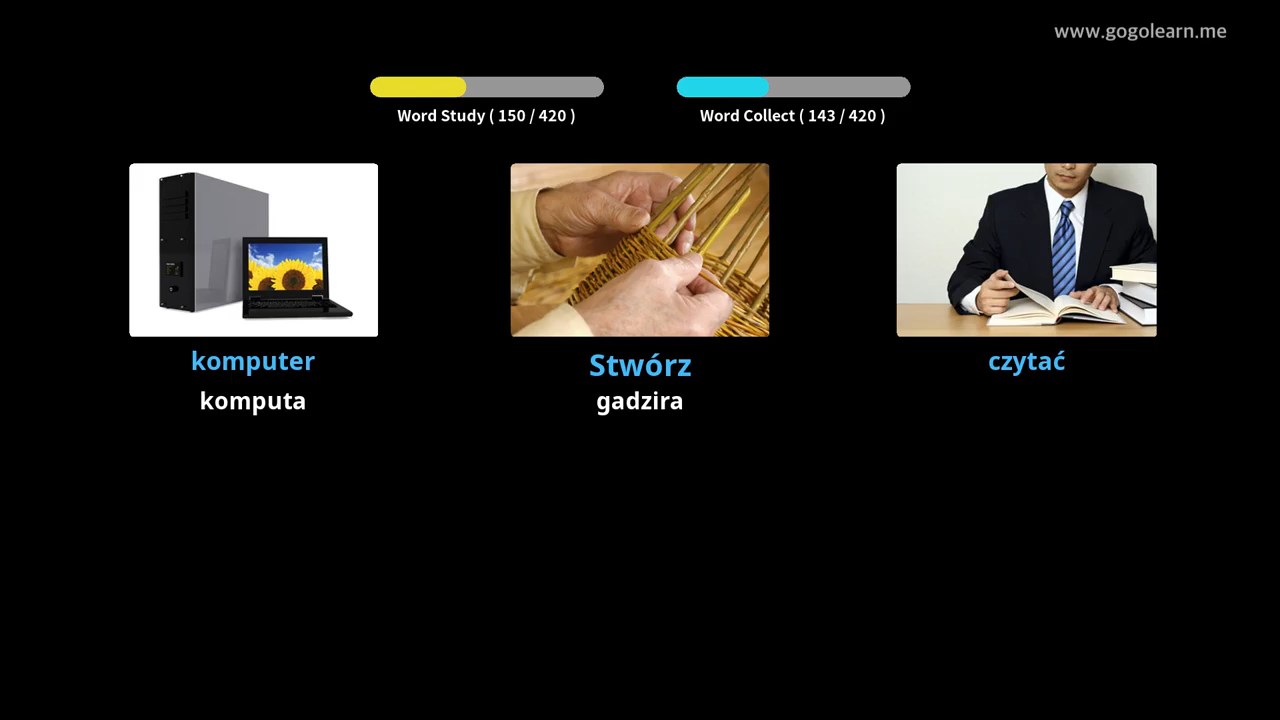 www.gogolearn.me
Word Study ( 150 / 420 )
Word Collect ( 143 / 420 )
komputer
Stwórz
czytać
komputa
gadzira